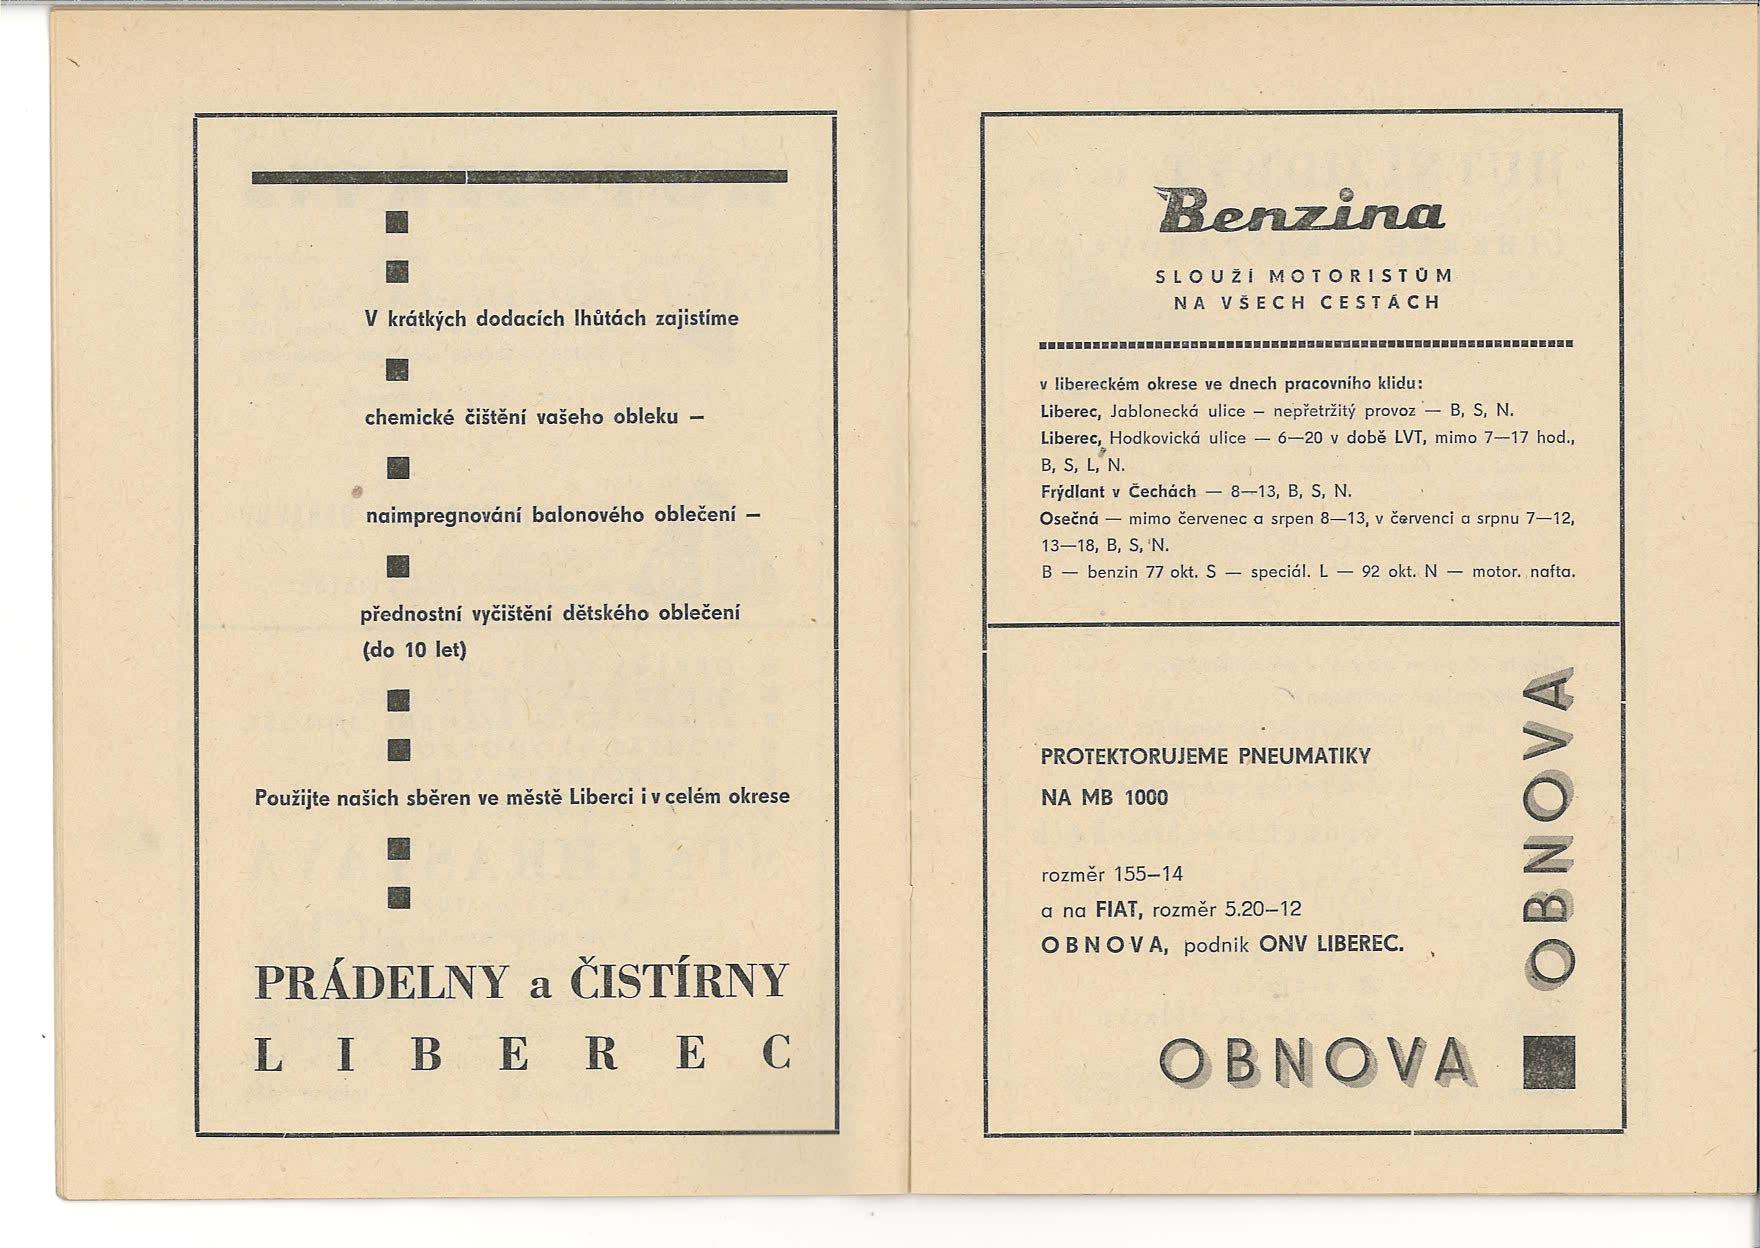 V krátkých dodacích lhůtách zajistíme
chemické čištění vašeho obleku –
naimpregnování balonového oblečení –
přednostní vyčištění dětského oblečení
(do 10 let)
Použijte našich sběren ve městě Liberci i v celém okrese
PRÁDELNY a ČISTÍRNY
LIBEREC
Benzina
SLOUŽÍ MOTORISTŮM
NA VŠECH CESTÁCH
v libereckém okrese ve dnech pracovního klidu:
Liberec, Jablonecká ulice – nepřetržitý provoz — B, S, N.
Liberec, Hodkovická ulice — 6—20 v době LVT, mimo 7—17 hod.,
B, S, L, N.
Frýdlant v Čechách — 8—13, B, S, N.
Osečná — mimo červenec a srpen 8—13, v červenci a srpnu 7—12,
13—18, B, S, N.
B — benzin 77 okt. S — speciál. L — 92 okt. N — motor. nafta.
PROTEKTORUJEME PNEUMATIKY
NA MB 1000
rozměr 155–14
a na FIAT, rozměr 5.20–12
OBNOVA, podnik ONV LIBEREC.
OBNOVA
OBNOVA